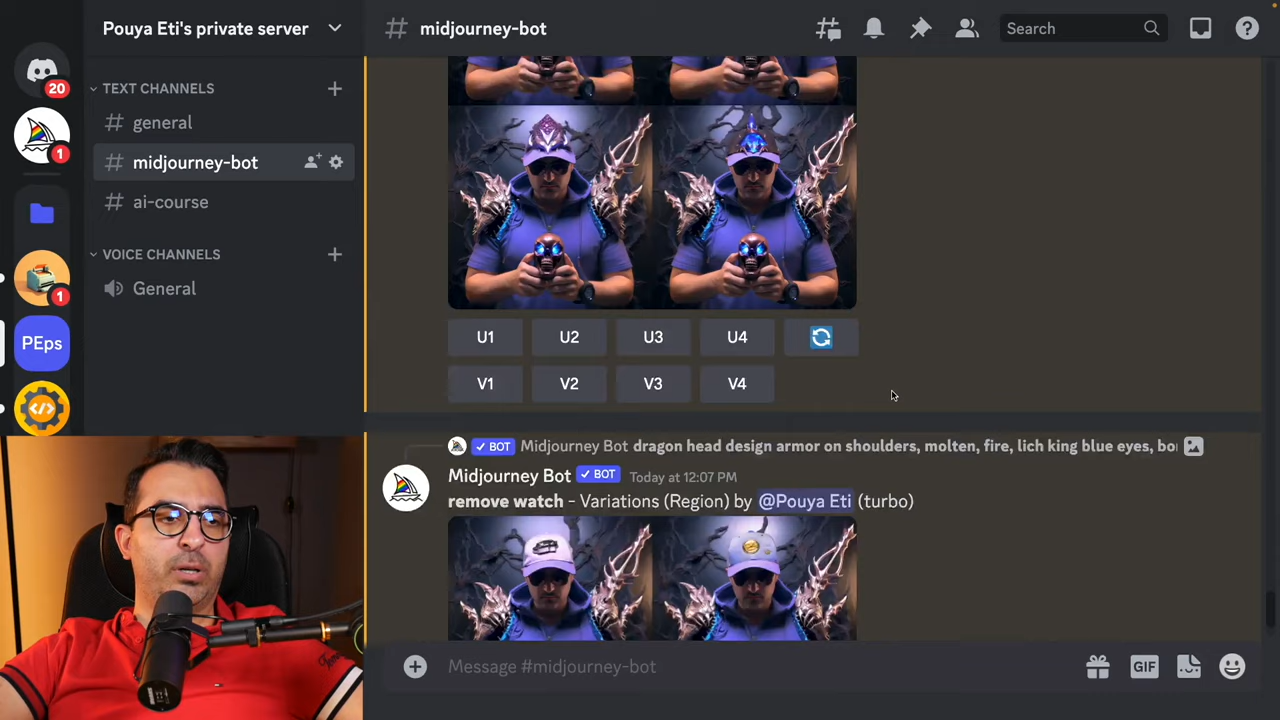 Pouya Eti's private server
midjourney-bot
Search
20
TEXT CHANNELS
general
1
midjourney-bot
ai-course
VOICE CHANNELS
General
1
PEps
U1 U2 U3 U4
V1 V2 V3 V4
✓ BOT Midjourney Bot dragon head design armor on shoulders, molten, fire, lich king blue eyes, bo
Midjourney Bot ✓ BOT Today at 12:07 PM
remove watch - Variations (Region) by @Pouya Eti (turbo)
Message #midjourney-bot
GIF